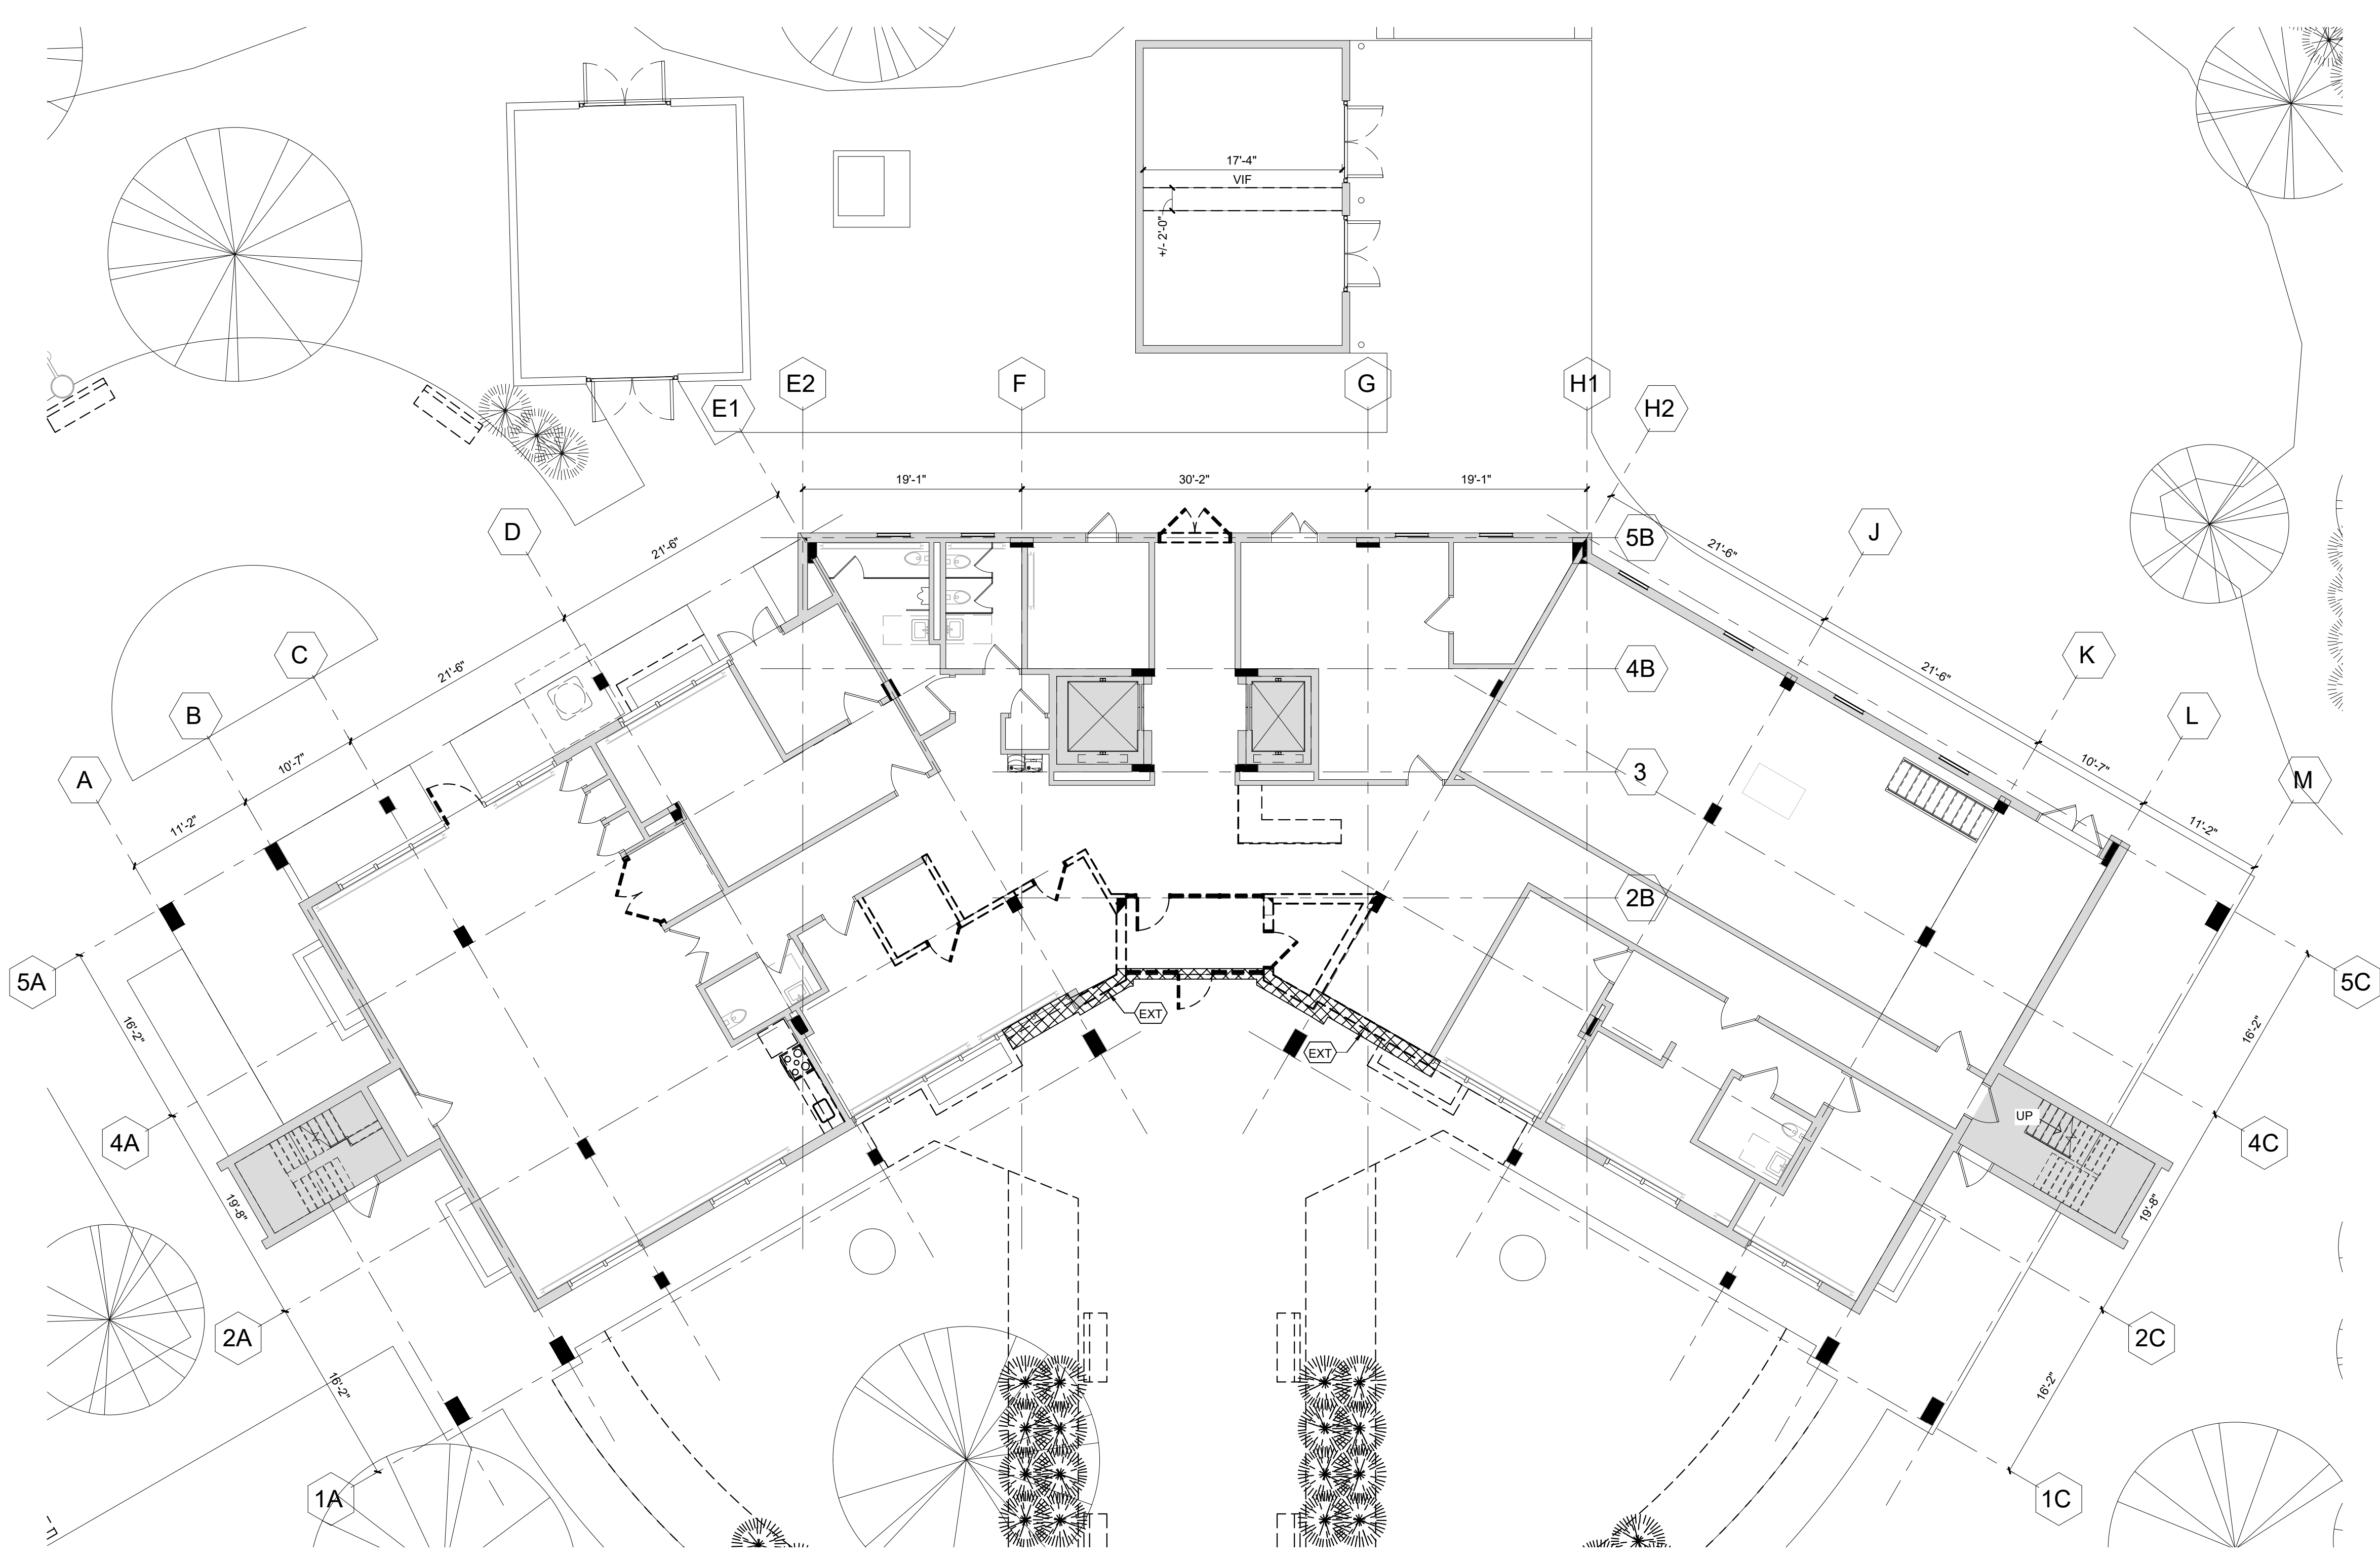 17'-4"
VIF
+/- 2'-0"
E2
F
G
H1
E1
H2
19'-1"
30'-2"
19'-1"
D
5B
J
21'-6"
21'-6"
C
4B
K
21'-6"
21'-6"
B
L
10'-7"
10'-7"
A
3
M
11'-2"
11'-2"
2B
5A
5C
EXT
EXT
16'-2"
16'-2"
4A
UP
4C
19'-8"
19'-8"
2A
2C
16'-2"
16'-2"
1A
1C